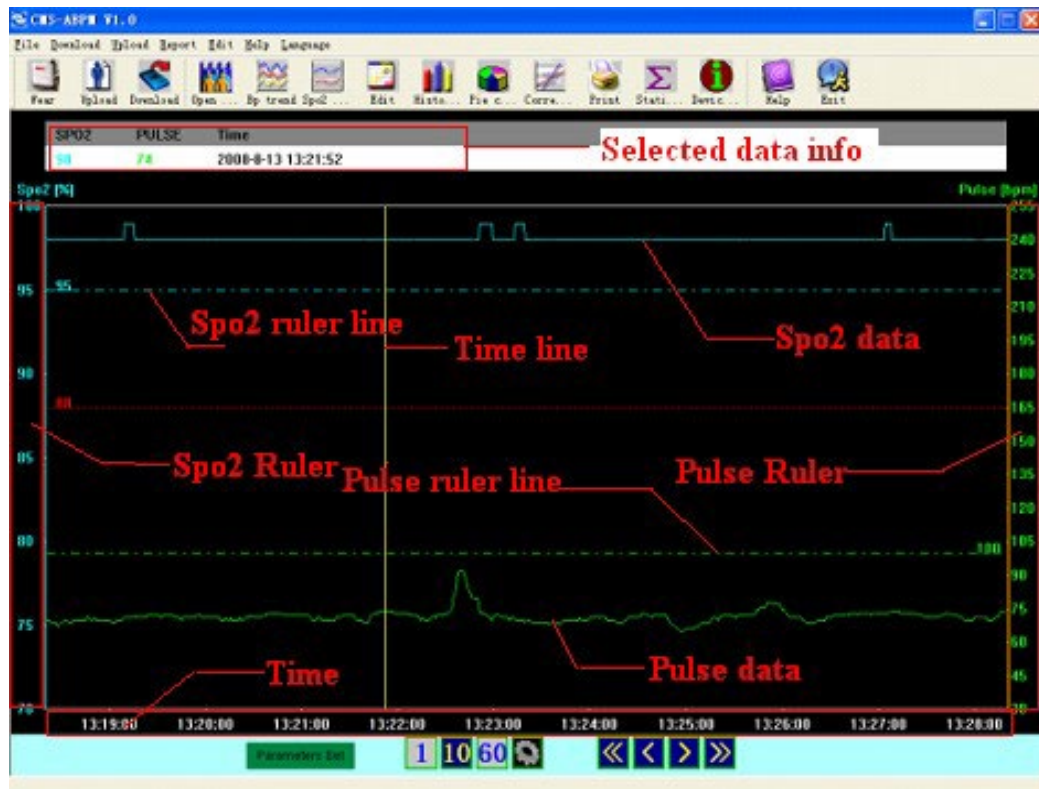 CMS-ABPM V1.0
File Download Upload Report Edit Help Language
Year Upload Download Open ... Bp trend Spo2 ... Edit Histo... Pie c... Corre... Print Stati... Devic... Help Exit
SPO2 PULSE Time
98 74 2008-8-13 13:21:52
Selected data info
Spo2 [%] Pulse [bpm]
100 255
240
225
95 95
210
Spo2 ruler line
Time line
Spo2 data
195
90 180
88 165
150
85
Spo2 Ruler
Pulse ruler line
Pulse Ruler
135
120
80 105
100
90
75 75
60
Time
Pulse data
45
70 30
13:19:00 13:20:00 13:21:00 13:22:00 13:23:00 13:24:00 13:25:00 13:26:00 13:27:00 13:28:00
Parameters Set 1 10 60